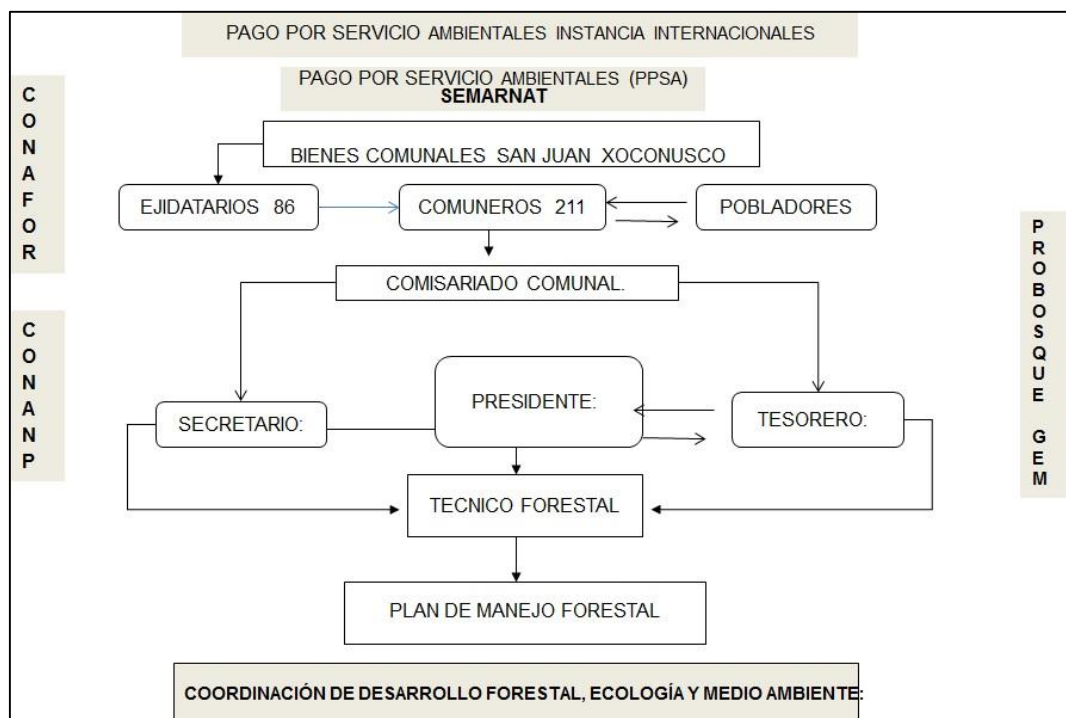 PAGO POR SERVICIO AMBIENTALES INSTANCIA INTERNACIONALES
PAGO POR SERVICIO AMBIENTALES (PPSA)
SEMARNAT
CONAFOR
BIENES COMUNALES SAN JUAN XOCONUSCO
EJIDATARIOS 86
COMUNEROS 211
POBLADORES
COMISARIADO COMUNAL.
CONANP
PROBOSQUE GEM
SECRETARIO:
PRESIDENTE:
TESORERO:
TECNICO FORESTAL
PLAN DE MANEJO FORESTAL
COORDINACIÓN DE DESARROLLO FORESTAL, ECOLOGÍA Y MEDIO AMBIENTE: